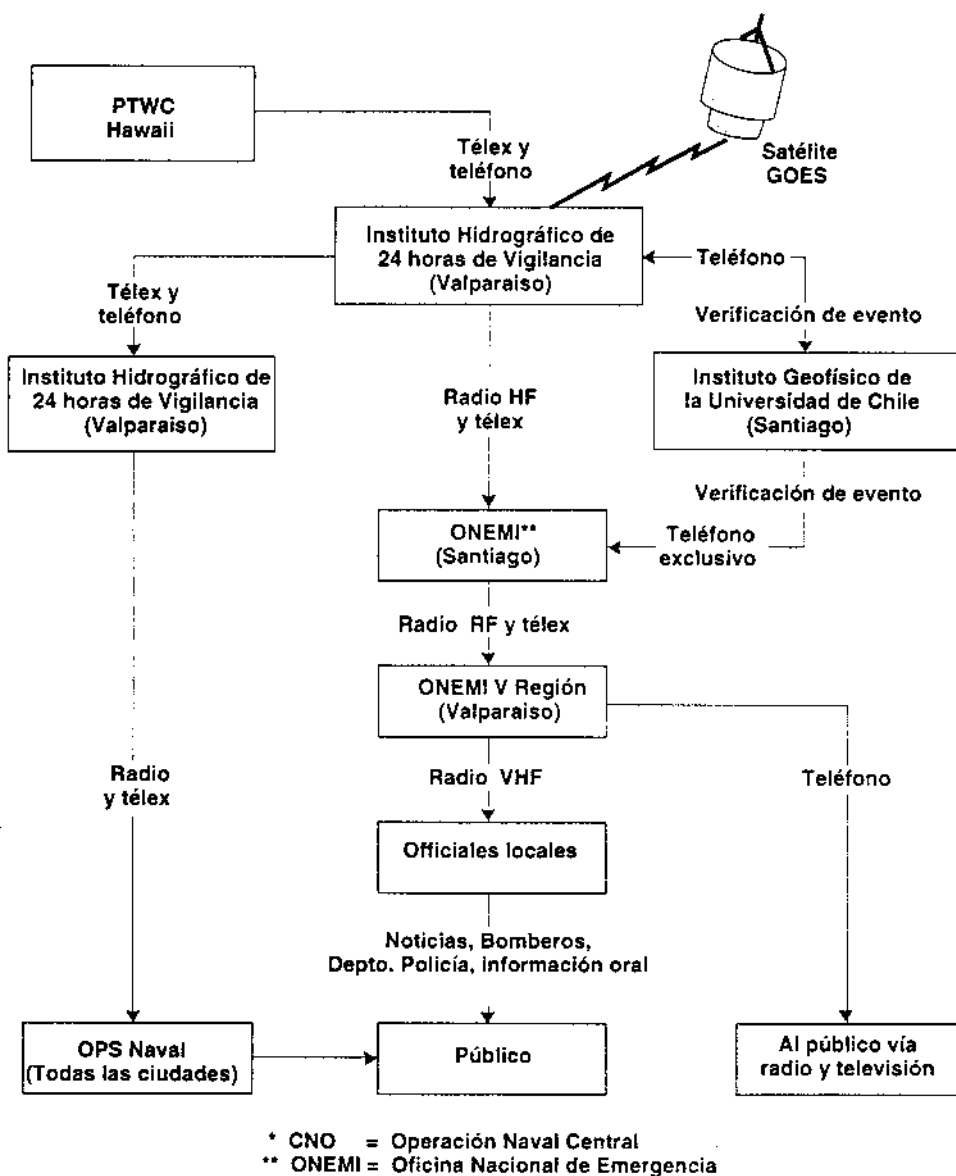 PTWC
Hawaii
Télex y
teléfono
Satélite
GOES
Instituto Hidrográfico de
24 horas de Vigilancia
(Valparaiso)
Teléfono
Télex y
teléfono
Verificación de evento
Instituto Hidrográfico de
24 horas de Vigilancia
(Valparaiso)
Radio HF
y télex
Instituto Geofísico de
la Universidad de Chile
(Santiago)
Verificación de evento
ONEMI**
(Santiago)
Teléfono
exclusivo
Radio RF y télex
ONEMI V Región
(Valparaiso)
Radio
y télex
Radio VHF
Teléfono
Officiales locales
Noticias, Bomberos,
Depto. Policía, información oral
OPS Naval
(Todas las ciudades)
Público
Al público vía
radio y televisión
* CNO = Operación Naval Central
** ONEMI = Oficina Nacional de Emergencia